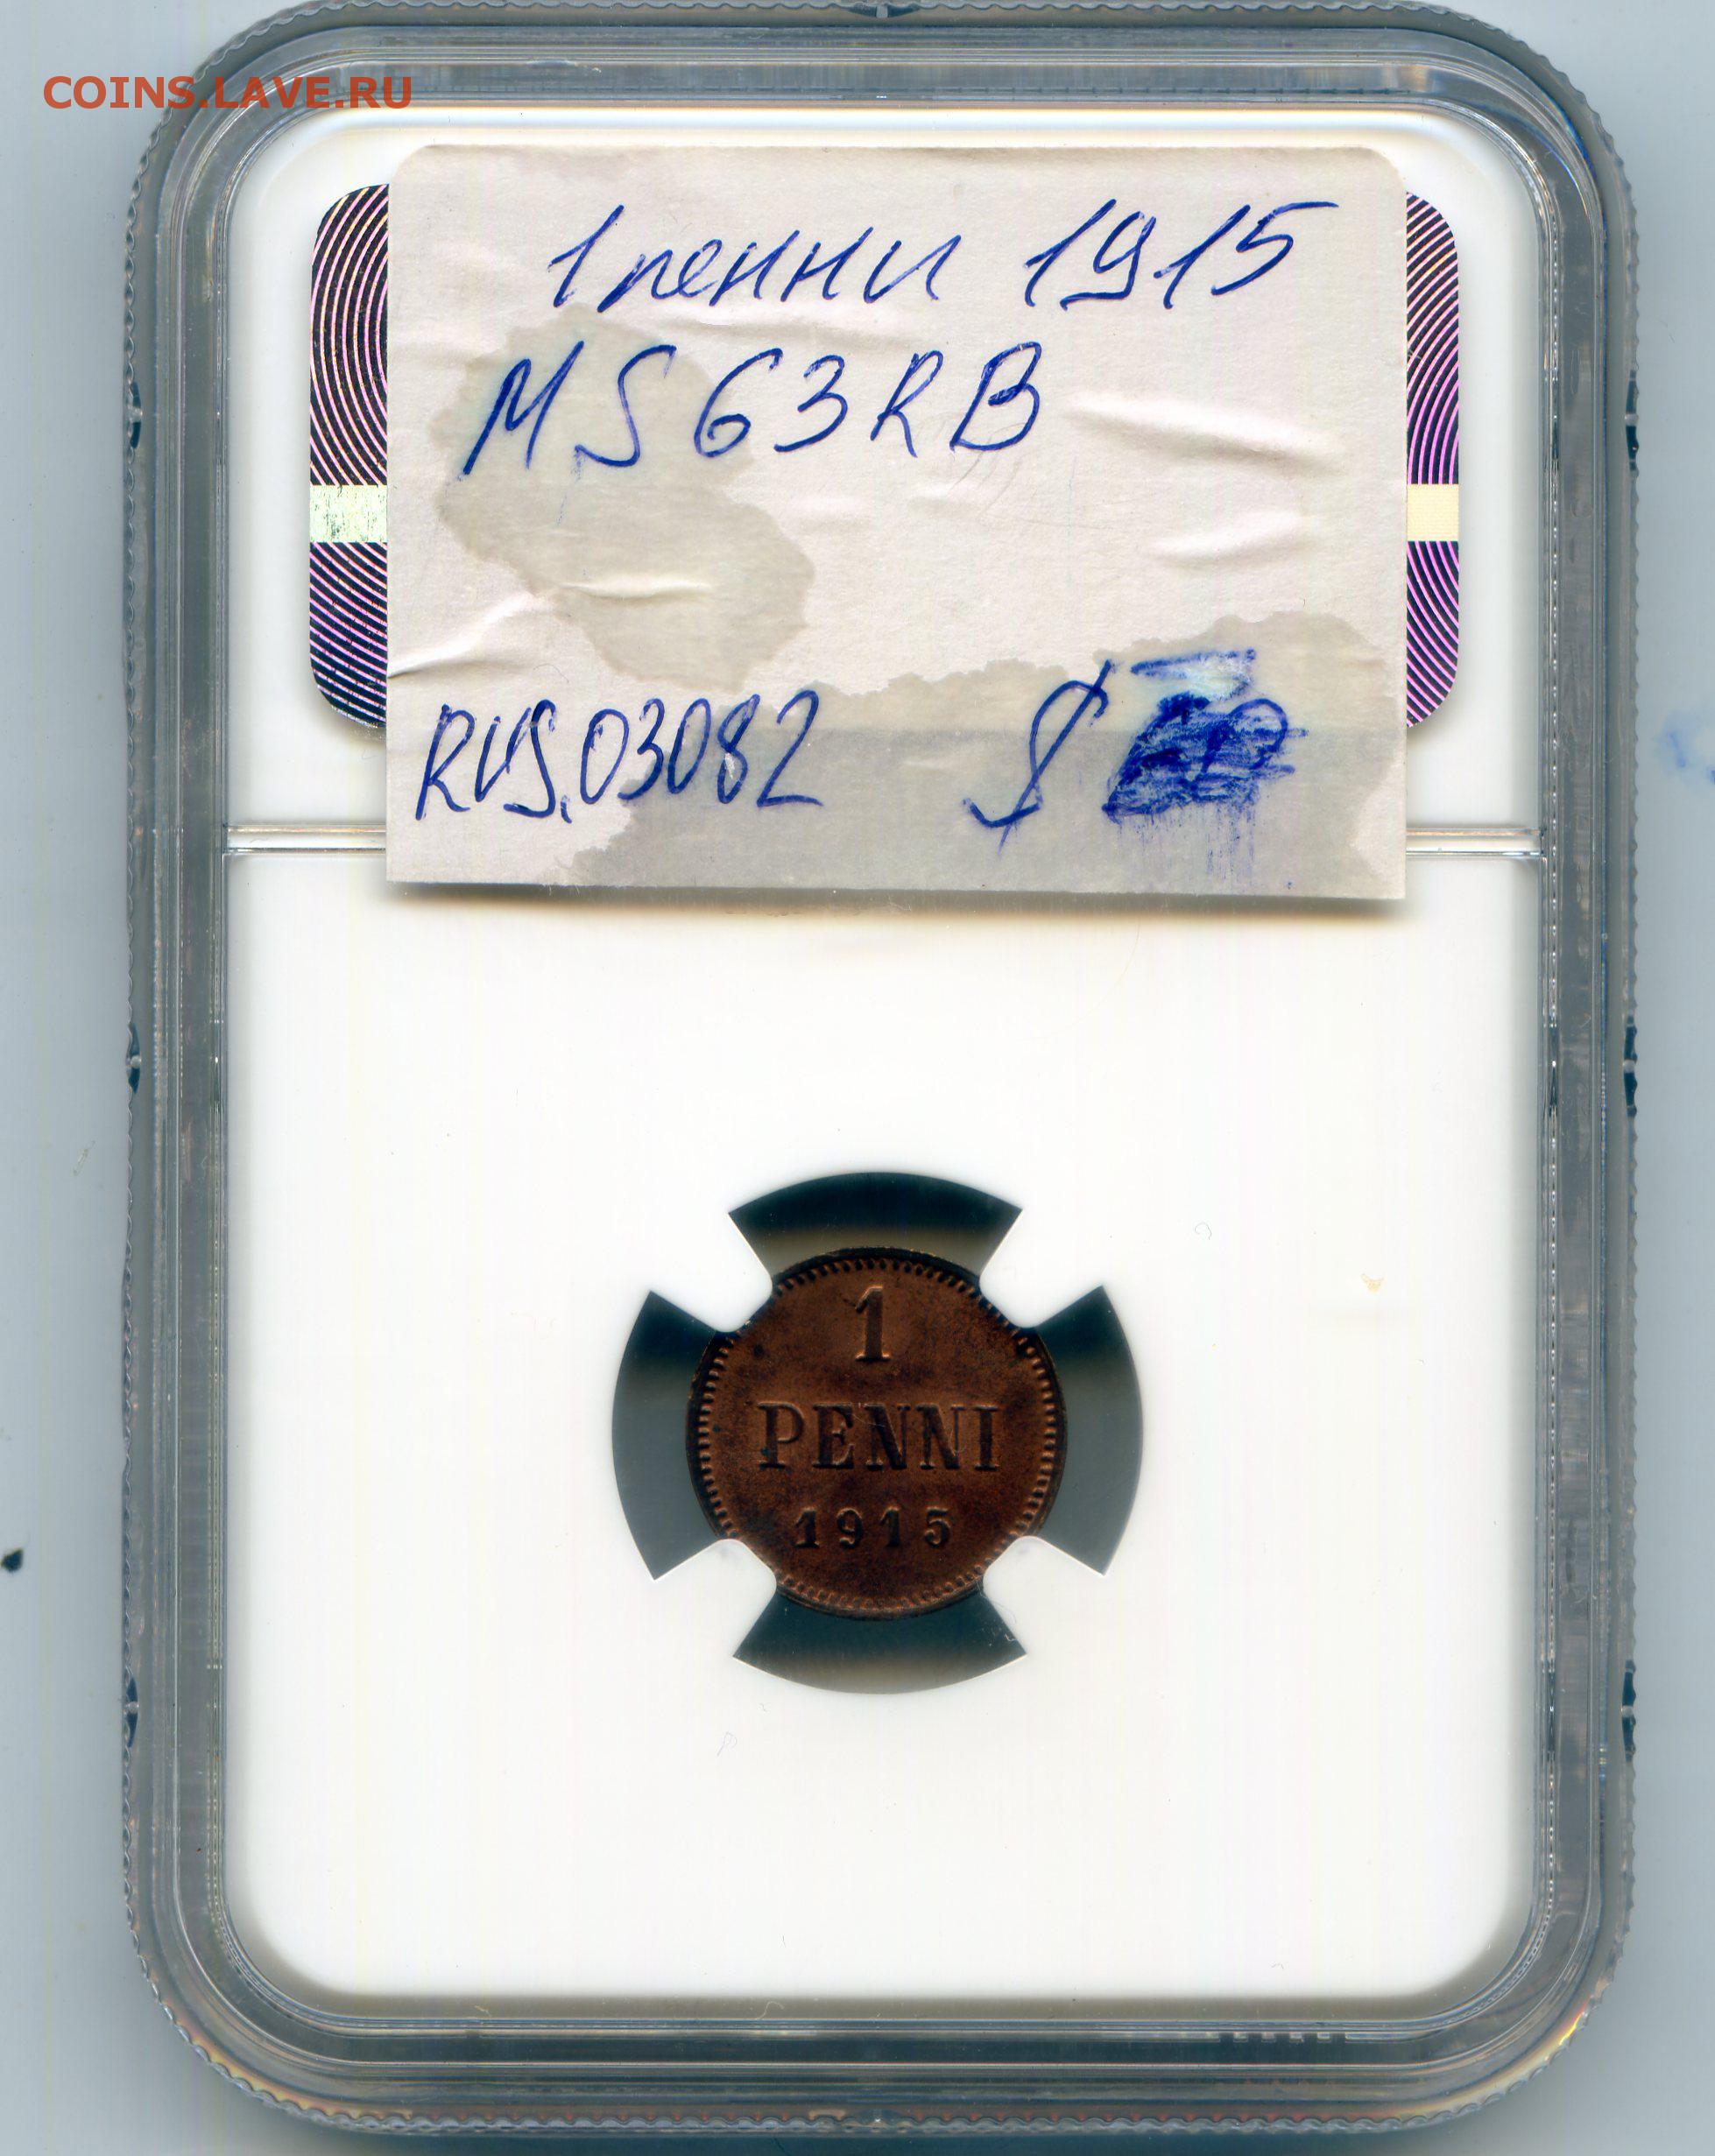 COINS.LAVE.RU
1 пенни 1915
MS63RB
RUS.03082 $
1
PENNI
1915